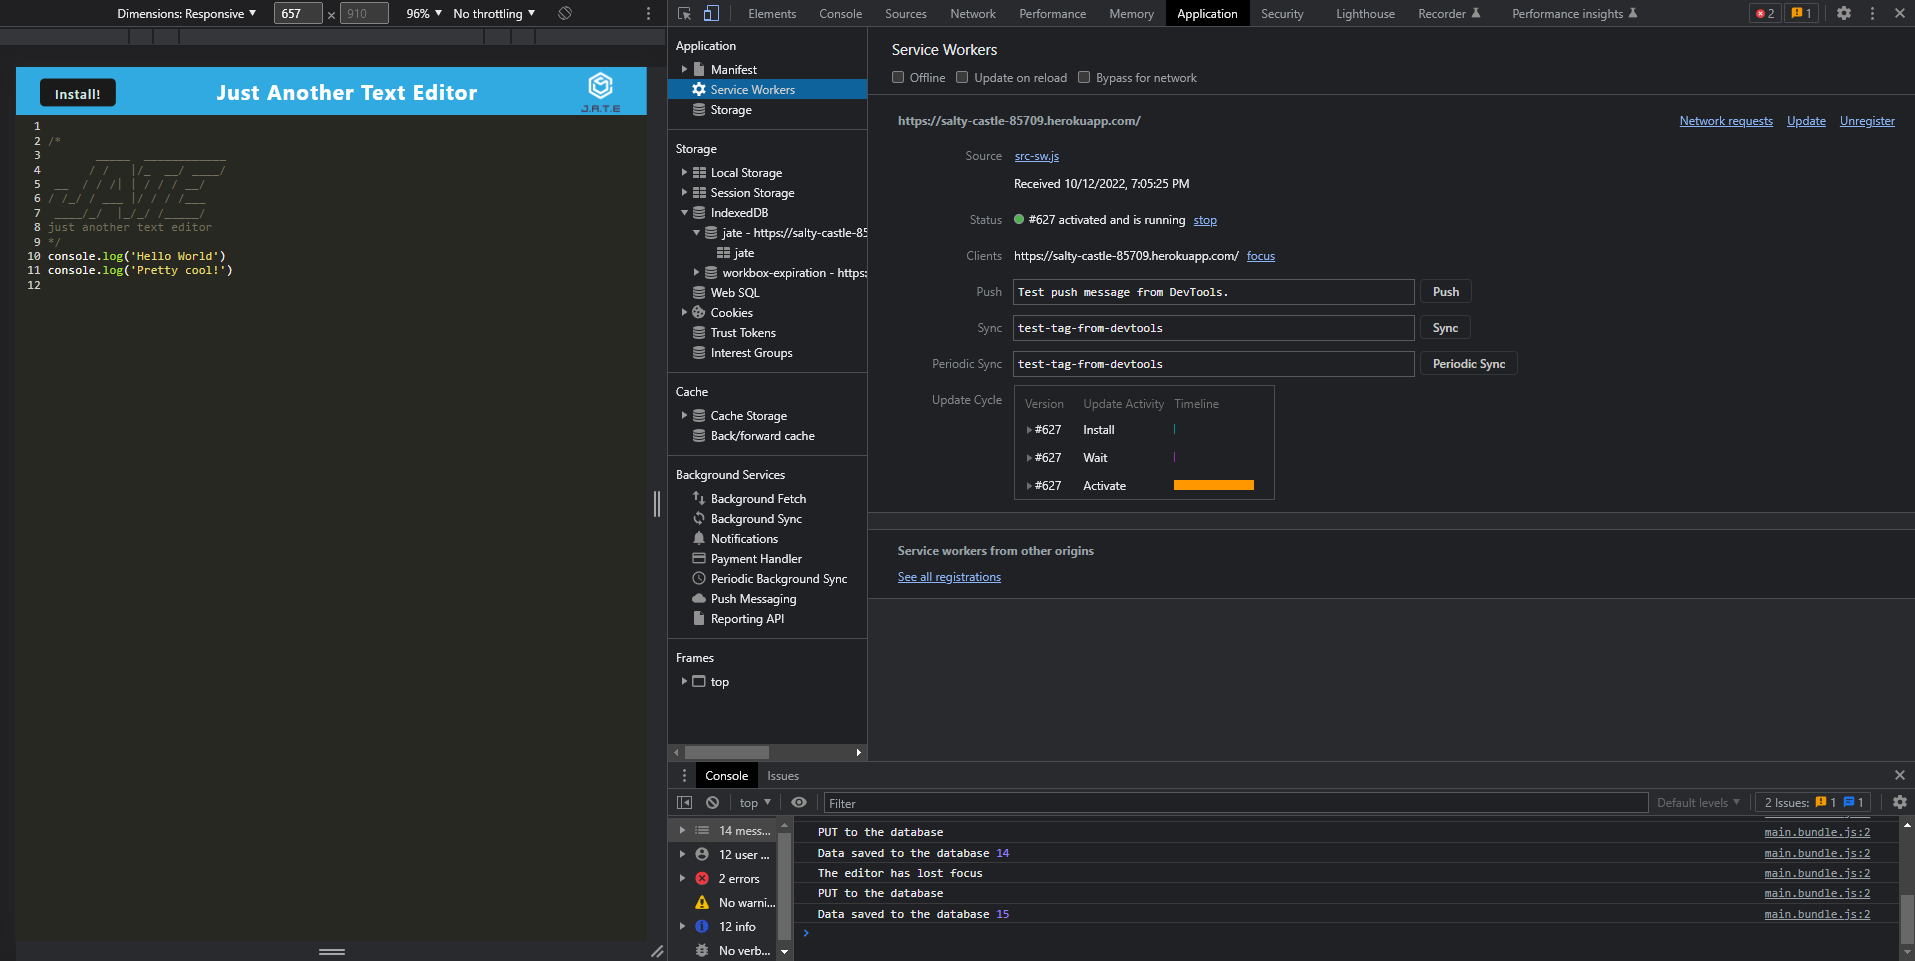 Dimensions: Responsive ▼ 657 × 910 96% ▼ No throttling ▼
Install! Just Another Text Editor J.A.T.E
1
2 /*
3         _____  ____________
4        / /   |/_  __/ ____/
5   __  / / /| | / / / __/
6  / /_/ / ___ |/ / / /___
7   ____/_/  |_/_/ /_____/
8 just another text editor
9 */
10 console.log('Hello World')
11 console.log('Pretty cool!')
12
Elements Console Sources Network Performance Memory Application Security Lighthouse Recorder Performance insights 2 1
Application
Manifest
Service Workers
Storage
Storage
Local Storage
Session Storage
IndexedDB
jate - https://salty-castle-85
jate
workbox-expiration - https:
Web SQL
Cookies
Trust Tokens
Interest Groups
Cache
Cache Storage
Back/forward cache
Background Services
Background Fetch
Background Sync
Notifications
Payment Handler
Periodic Background Sync
Push Messaging
Reporting API
Frames
top
Service Workers
Offline Update on reload Bypass for network
https://salty-castle-85709.herokuapp.com/ Network requests Update Unregister
Source src-sw.js
Received 10/12/2022, 7:05:25 PM
Status #627 activated and is running stop
Clients https://salty-castle-85709.herokuapp.com/ focus
Push Test push message from DevTools. Push
Sync test-tag-from-devtools Sync
Periodic Sync test-tag-from-devtools Periodic Sync
Update Cycle Version Update Activity Timeline
#627 Install
#627 Wait
#627 Activate
Service workers from other origins
See all registrations
Console Issues
top ▼ Filter Default levels ▼ 2 Issues: 1 1
14 mess...
12 user ...
2 errors
No warni...
12 info
No verb...
PUT to the database main.bundle.js:2
Data saved to the database 14 main.bundle.js:2
The editor has lost focus main.bundle.js:2
PUT to the database main.bundle.js:2
Data saved to the database 15 main.bundle.js:2